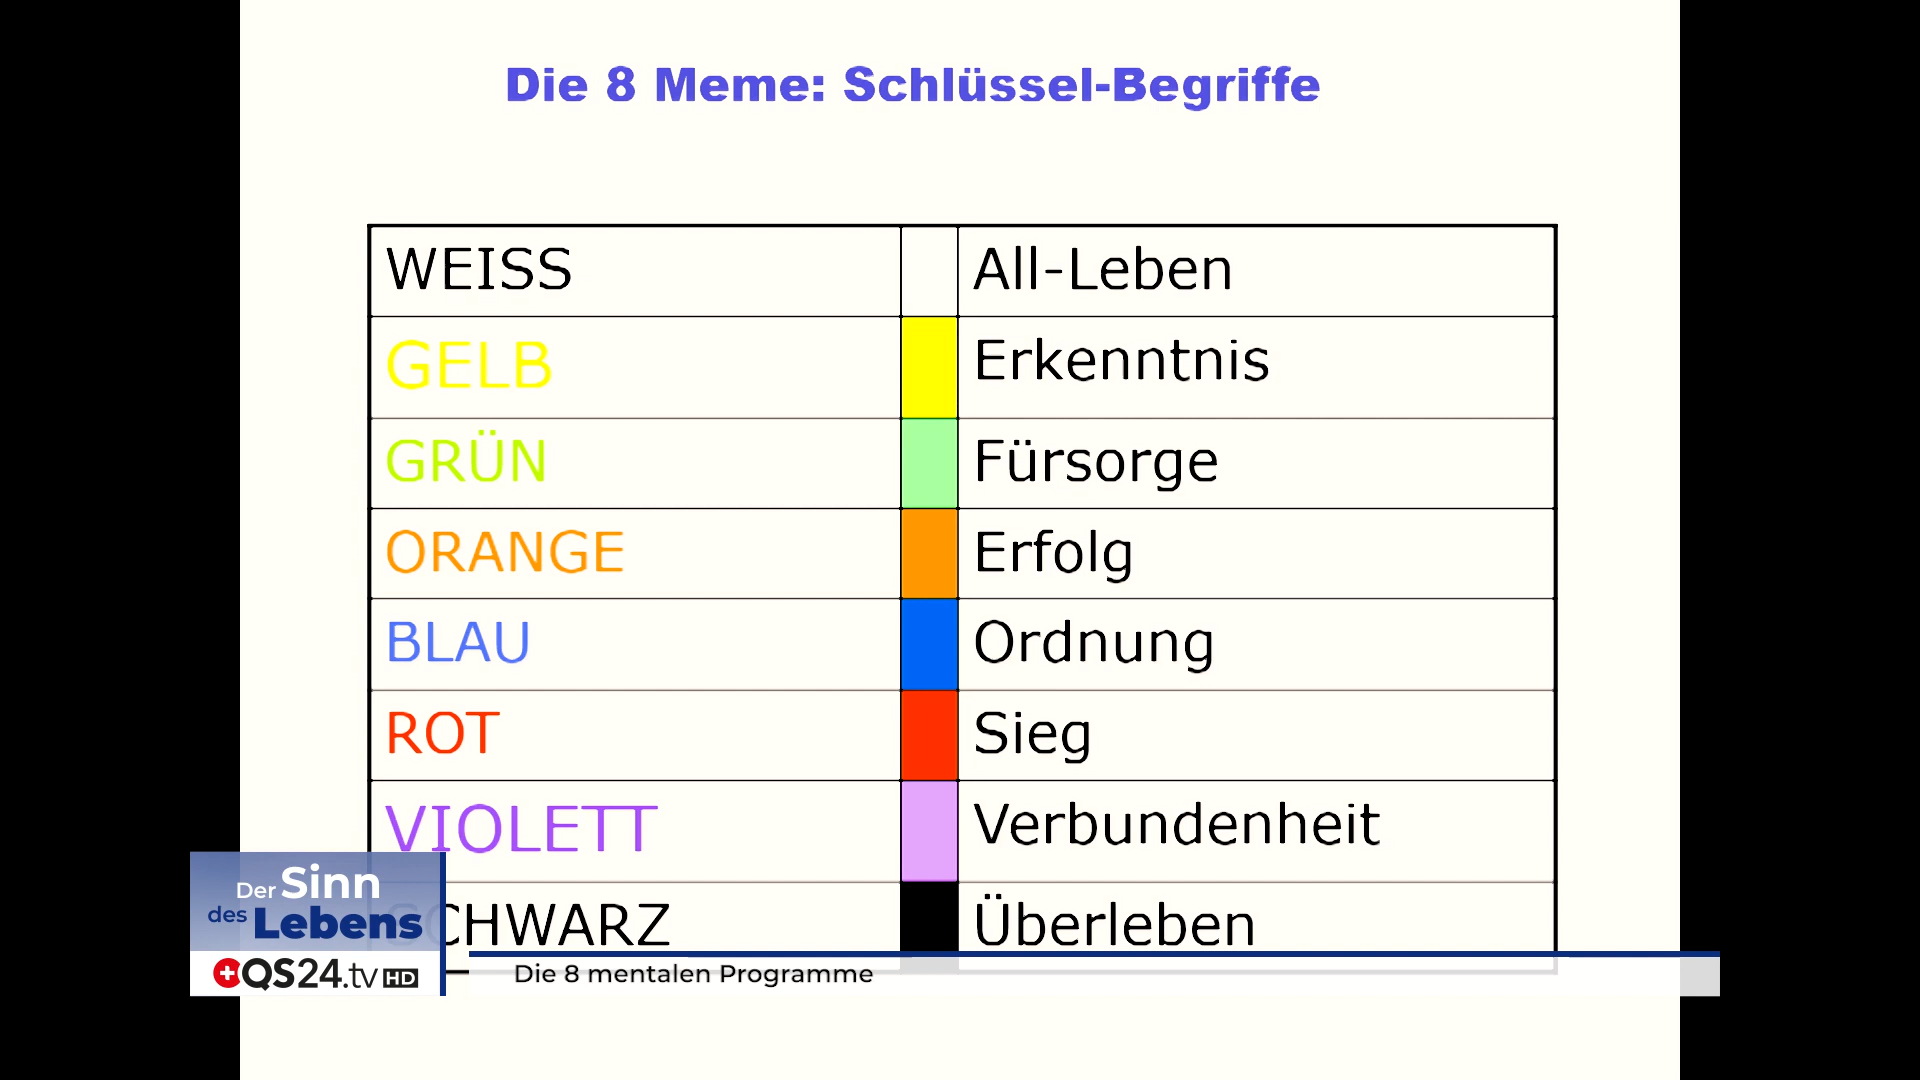 Die 8 Meme: Schlüssel-Begriffe
WEISS All-Leben
GELB Erkenntnis
GRÜN Fürsorge
ORANGE Erfolg
BLAU Ordnung
ROT Sieg
VIOLETT Verbundenheit
SCHWARZ Überleben
Der Sinn
des Lebens
QS24.tv HD
Die 8 mentalen Programme